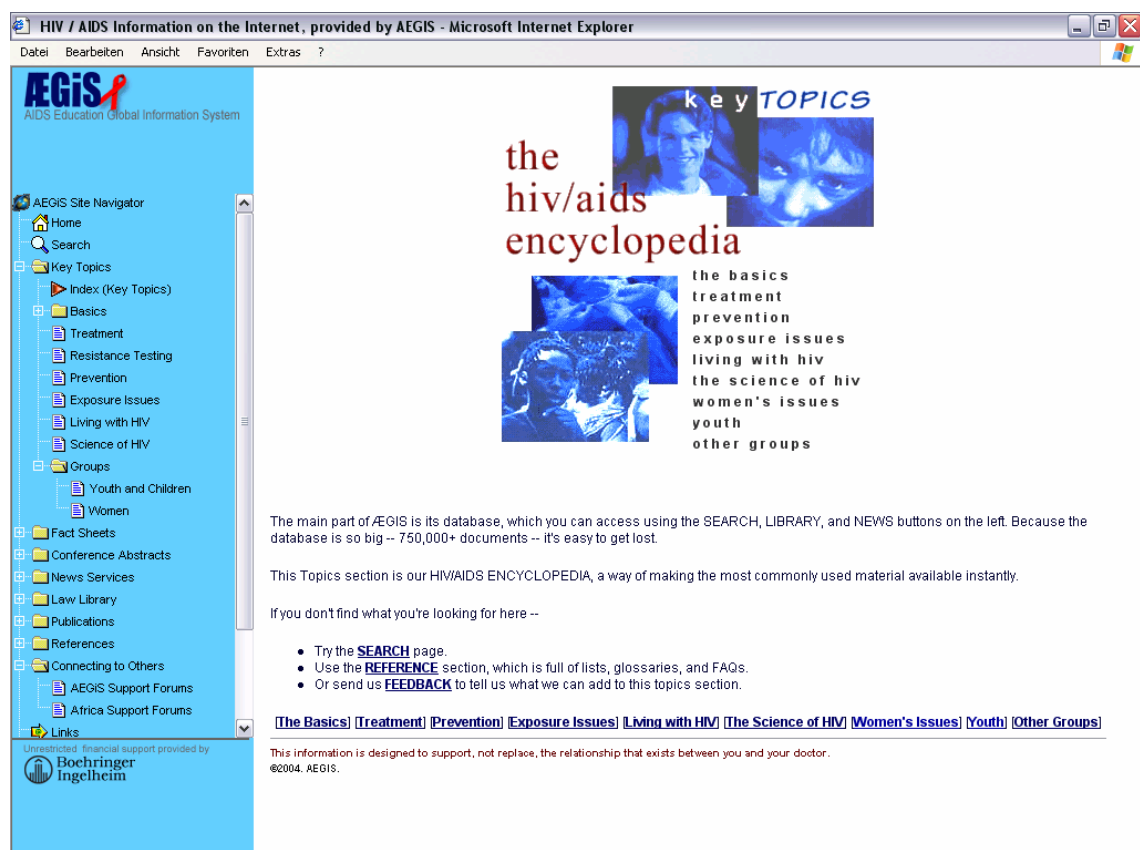 HIV / AIDS Information on the Internet, provided by AEGIS - Microsoft Internet Explorer
Datei Bearbeiten Ansicht Favoriten Extras ?
ÆGiS
AIDS Education Global Information System
AEGiS Site Navigator
Home
Search
Key Topics
Index (Key Topics)
Basics
Treatment
Resistance Testing
Prevention
Exposure Issues
Living with HIV
Science of HIV
Groups
Youth and Children
Women
Fact Sheets
Conference Abstracts
News Services
Law Library
Publications
References
Connecting to Others
AEGiS Support Forums
Africa Support Forums
Links
Unrestricted financial support provided by
Boehringer
Ingelheim
key TOPICS
the
hiv/aids
encyclopedia
the basics
treatment
prevention
exposure issues
living with hiv
the science of hiv
women's issues
youth
other groups
The main part of ÆGIS is its database, which you can access using the SEARCH, LIBRARY, and NEWS buttons on the left. Because the
database is so big -- 750,000+ documents -- it's easy to get lost.
This Topics section is our HIV/AIDS ENCYCLOPEDIA, a way of making the most commonly used material available instantly.
If you don't find what you're looking for here --
• Try the SEARCH page.
• Use the REFERENCE section, which is full of lists, glossaries, and FAQs.
• Or send us FEEDBACK to tell us what we can add to this topics section.
[The Basics] [Treatment] [Prevention] [Exposure Issues] [Living with HIV] [The Science of HIV] [Women's Issues] [Youth] [Other Groups]
This information is designed to support, not replace, the relationship that exists between you and your doctor.
©2004. AEGIS.